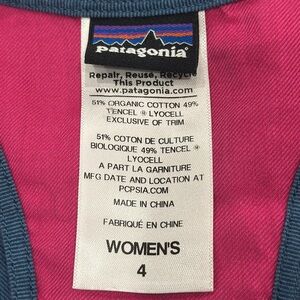 patagonia
Repair, Reuse, Recycle
This Product
www.patagonia.com
51% ORGANIC COTTON 49%
TENCEL ® LYOCELL
EXCLUSIVE OF TRIM
51% COTON DE CULTURE
BIOLOGIQUE 49% TENCEL ®
LYOCELL
A PART LA GARNITURE
MFG DATE AND LOCATION AT
PCPSIA.COM
MADE IN CHINA
FABRIQUÉ EN CHINE
WOMEN'S
4